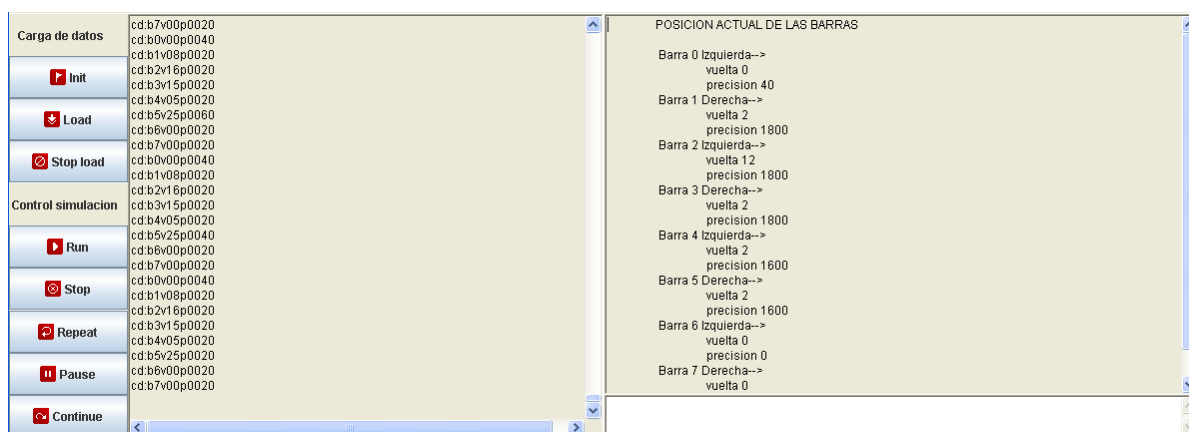 Carga de datos
Init
Load
Stop load
Control simulacion
Run
Stop
Repeat
Pause
Continue
cd:b7v00p0020
cd:b0v00p0040
cd:b1v08p0020
cd:b2v16p0020
cd:b3v15p0020
cd:b4v05p0020
cd:b5v25p0060
cd:b6v00p0020
cd:b7v00p0020
cd:b0v00p0040
cd:b1v08p0020
cd:b2v16p0020
cd:b3v15p0020
cd:b4v05p0020
cd:b5v25p0040
cd:b6v00p0020
cd:b7v00p0020
cd:b0v00p0040
cd:b1v08p0020
cd:b2v16p0020
cd:b3v15p0020
cd:b4v05p0020
cd:b5v25p0020
cd:b6v00p0020
cd:b7v00p0020
POSICION ACTUAL DE LAS BARRAS
Barra 0 Izquierda-->
vuelta 0
precision 40
Barra 1 Derecha-->
vuelta 2
precision 1800
Barra 2 Izquierda-->
vuelta 12
precision 1800
Barra 3 Derecha-->
vuelta 2
precision 1800
Barra 4 Izquierda-->
vuelta 2
precision 1600
Barra 5 Derecha-->
vuelta 2
precision 1600
Barra 6 Izquierda-->
vuelta 0
precision 0
Barra 7 Derecha-->
vuelta 0